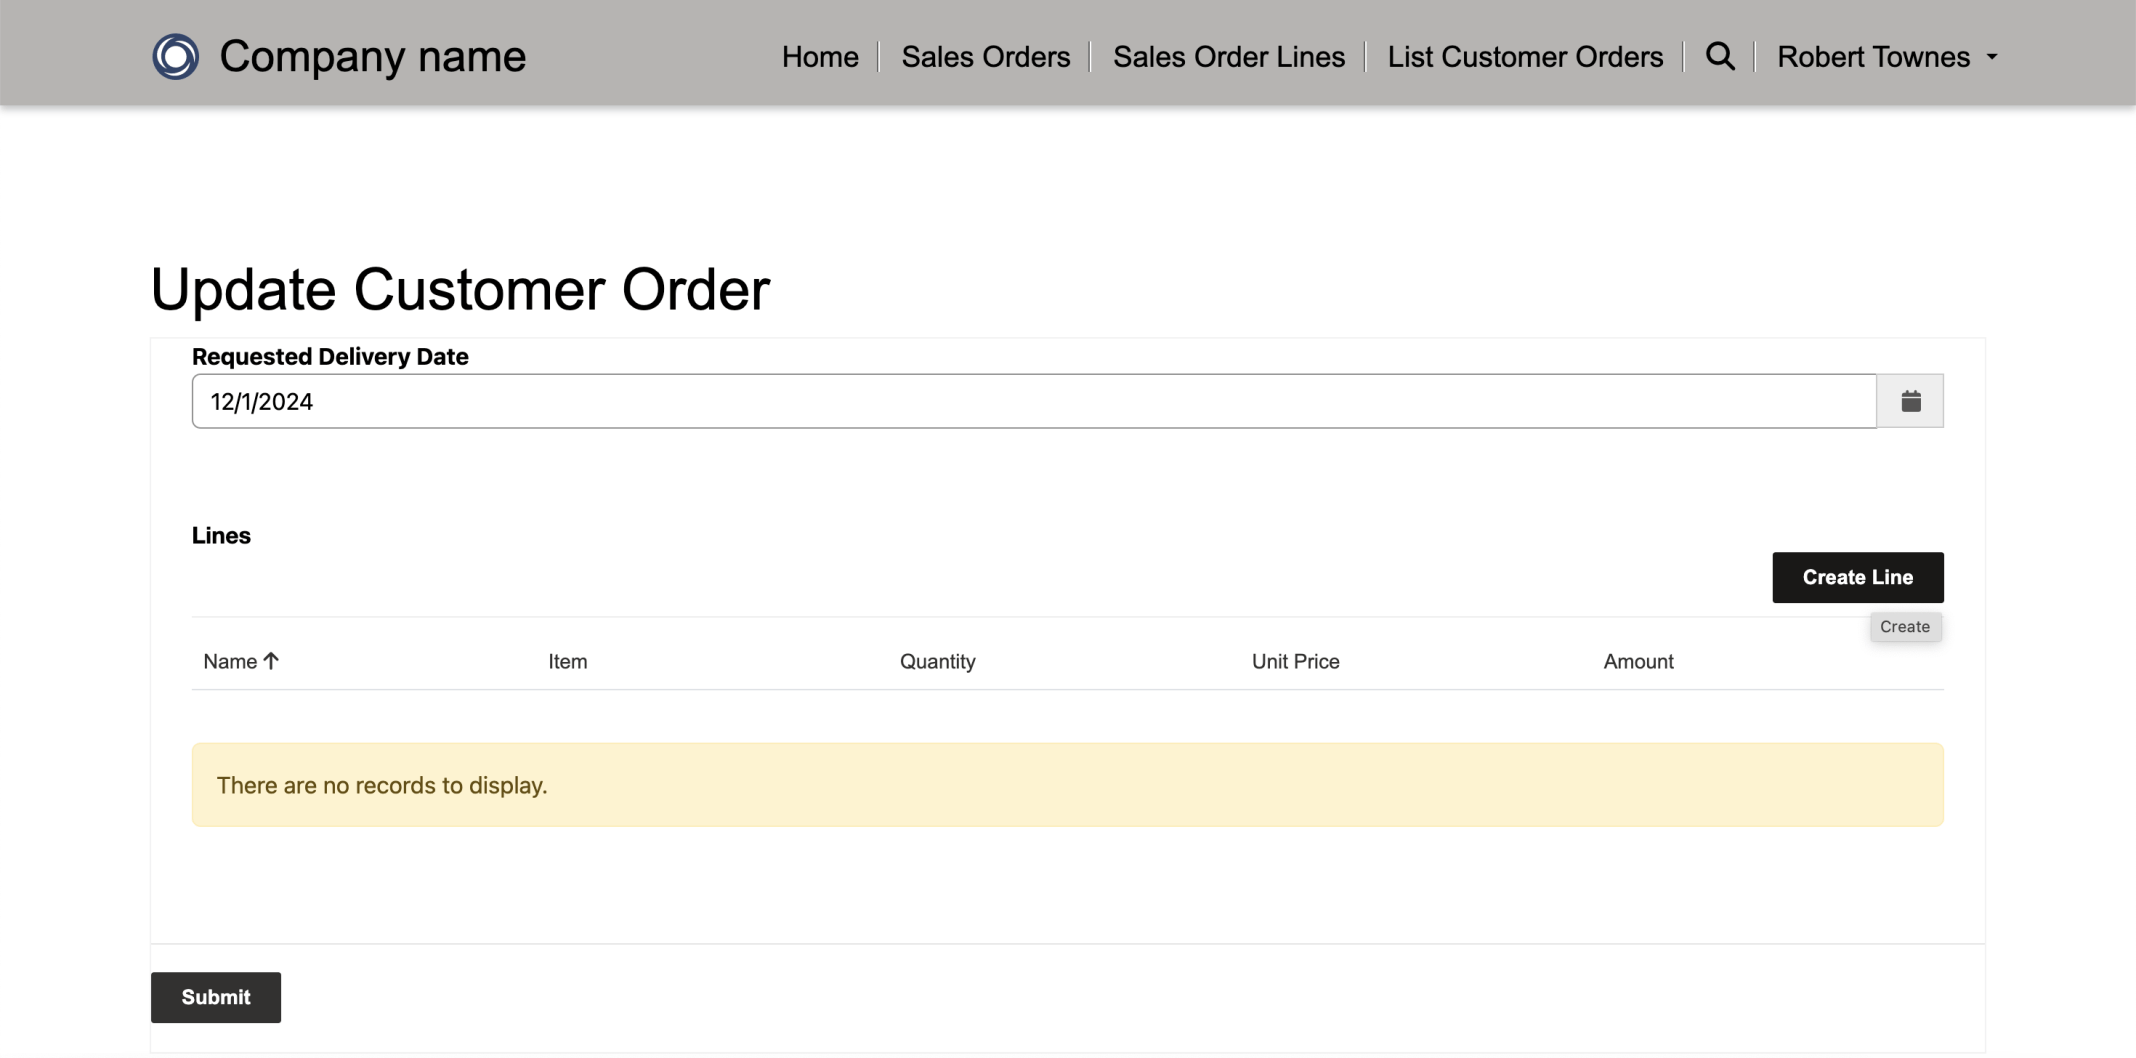 Company name
Home
Sales Orders
Sales Order Lines
List Customer Orders
Robert Townes
Update Customer Order
Requested Delivery Date
12/1/2024
Lines
Create Line
Create
Name
Item
Quantity
Unit Price
Amount
There are no records to display.
Submit